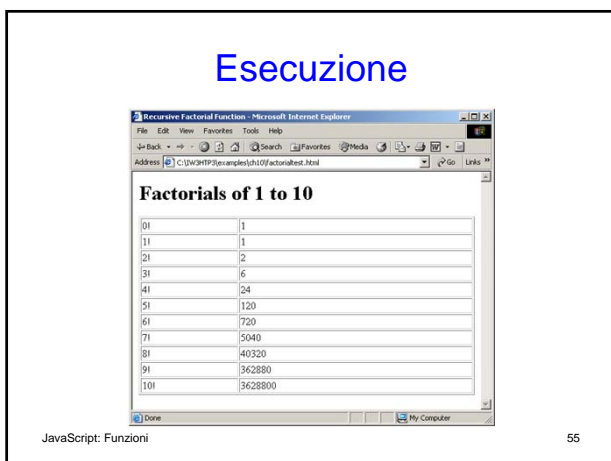 Esecuzione
Recursive Factorial Function - Microsoft Internet Explorer
File Edit View Favorites Tools Help
Back Search Favorites Media
Address C:\IW3HTP3\examples\ch10\factorialtest.html Go Links »
Factorials of 1 to 10
0! 1
1! 1
2! 2
3! 6
4! 24
5! 120
6! 720
7! 5040
8! 40320
9! 362880
10! 3628800
Done My Computer
JavaScript: Funzioni 55